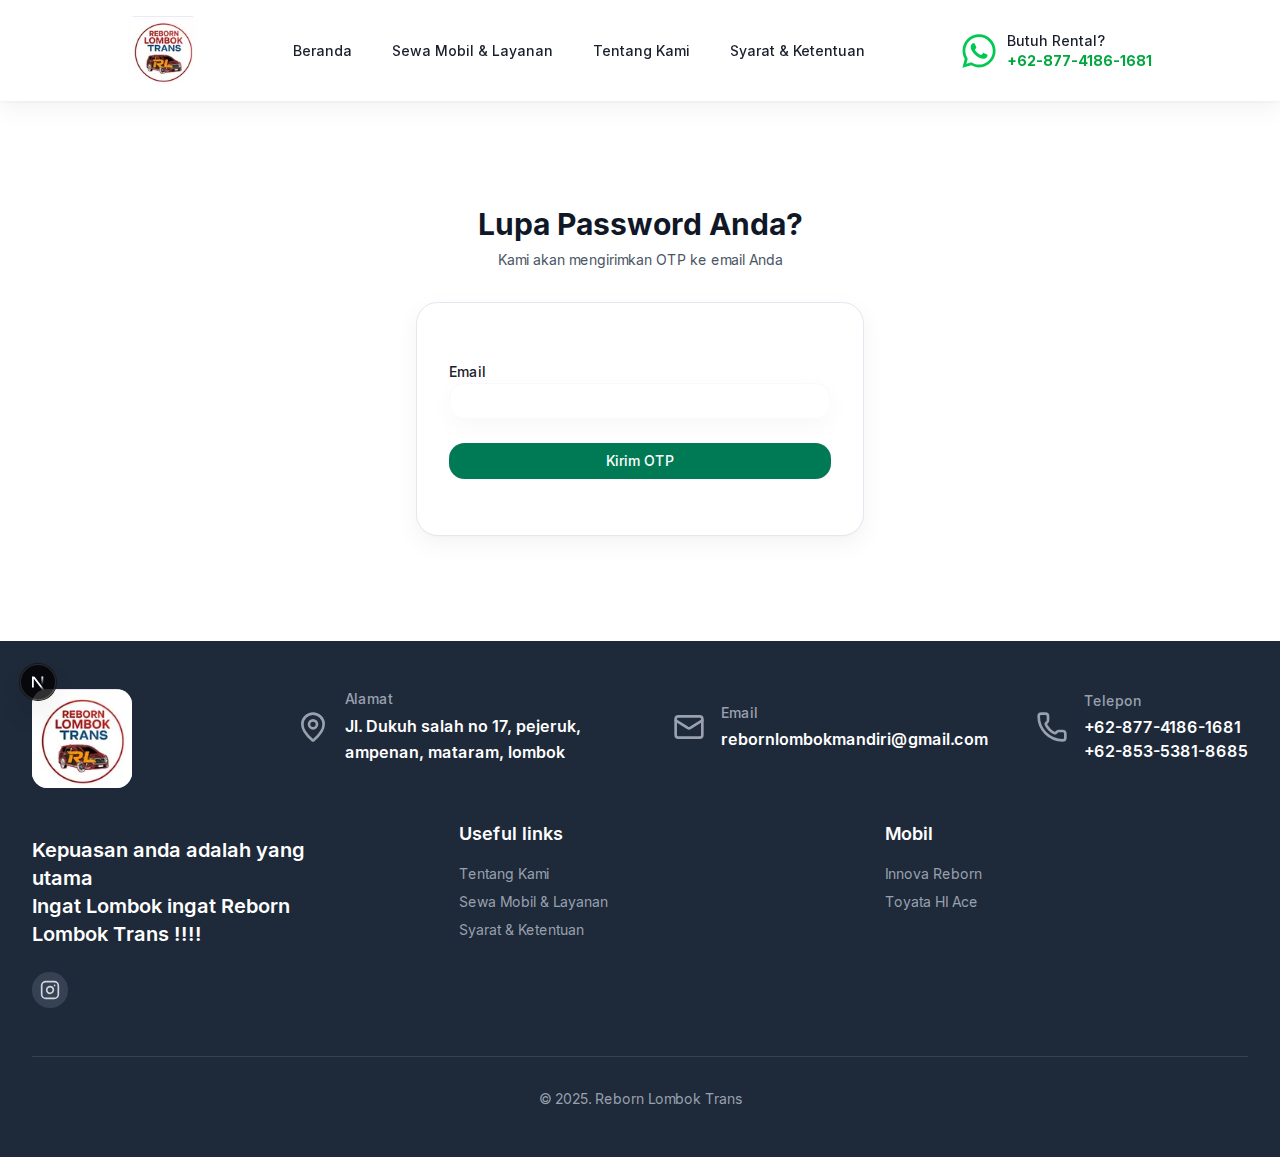 REBORN
LOMBOK
TRANS
RL
Beranda
Sewa Mobil & Layanan
Tentang Kami
Syarat & Ketentuan
Butuh Rental?
+62-877-4186-1681
Lupa Password Anda?
Kami akan mengirimkan OTP ke email Anda
Email
Kirim OTP
N
REBORN
LOMBOK
TRANS
RL
Alamat
Jl. Dukuh salah no 17, pejeruk,
ampenan, mataram, lombok
Email
rebornlombokmandiri@gmail.com
Telepon
+62-877-4186-1681
+62-853-5381-8685
Kepuasan anda adalah yang
utama
Ingat Lombok ingat Reborn
Lombok Trans !!!!
Useful links
Tentang Kami
Sewa Mobil & Layanan
Syarat & Ketentuan
Mobil
Innova Reborn
Toyata HI Ace
© 2025. Reborn Lombok Trans